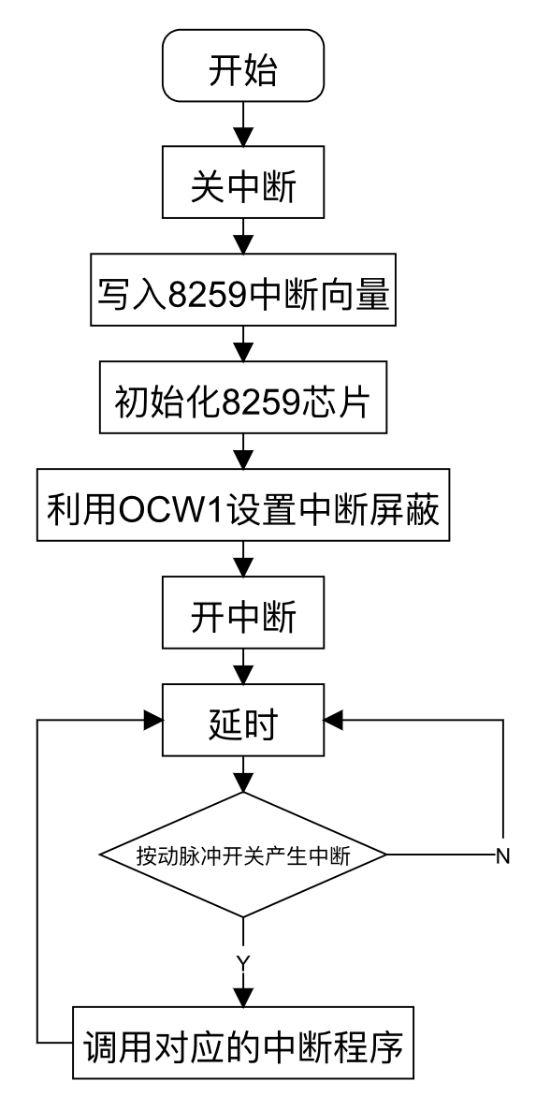 开始
关中断
写入8259中断向量
初始化8259芯片
利用OCW1设置中断屏蔽
开中断
延时
按动脉冲开关产生中断
N
Y
调用对应的中断程序